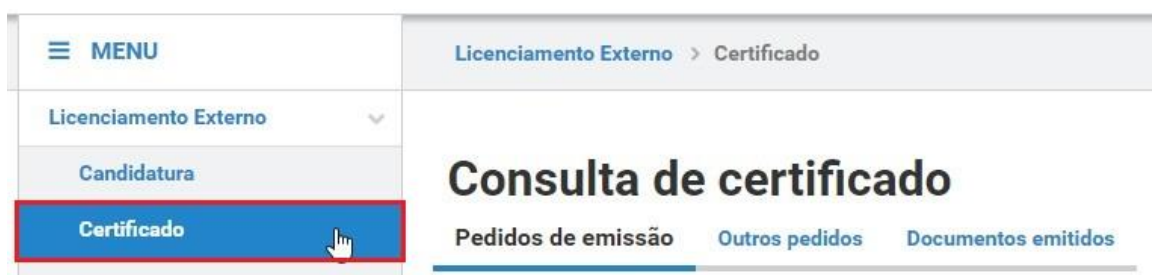 MENU
Licenciamento Externo > Certificado
Licenciamento Externo
Candidatura
Certificado
Consulta de certificado
Pedidos de emissão Outros pedidos Documentos emitidos